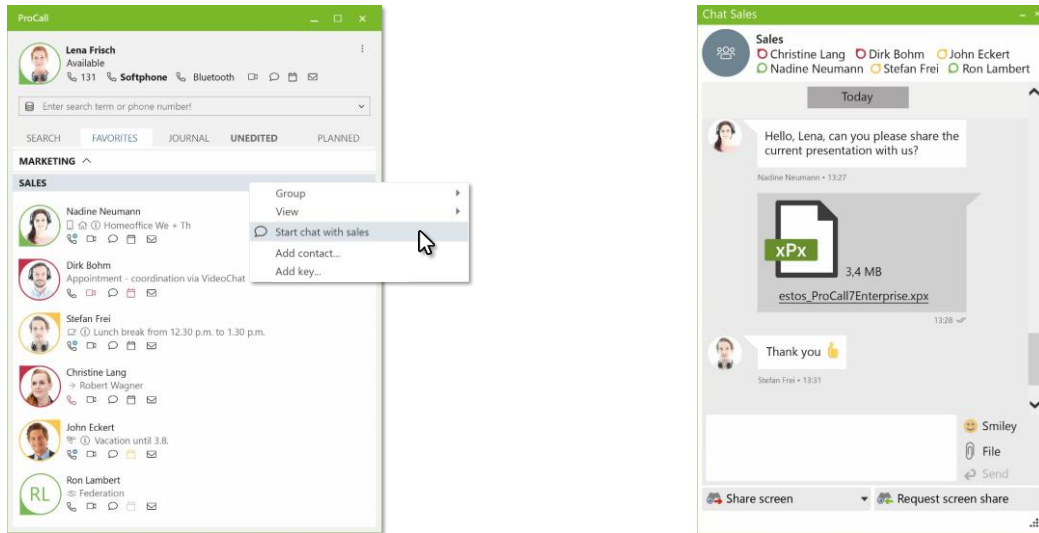 ProCall
Lena Frisch
Available
131 Softphone Bluetooth
Enter search term or phone number!
SEARCH FAVORITES JOURNAL UNEDITED PLANNED
MARKETING
SALES
Group
View
Start chat with sales
Add contact...
Add key...
Nadine Neumann
Homeoffice We + Th
Dirk Bohm
Appointment - coordination via VideoChat
Stefan Frei
Lunch break from 12.30 p.m. to 1.30 p.m.
Christine Lang
Robert Wagner
John Eckert
Vacation until 3.8.
RL
Ron Lambert
Federation
Chat Sales
Sales
Christine Lang Dirk Bohm John Eckert
Nadine Neumann Stefan Frei Ron Lambert
Today
Hello, Lena, can you please share the
current presentation with us?
Nadine Neumann • 13:27
xPx
3,4 MB
estos_ProCall7Enterprise.xpx
13:28
Thank you
Stefan Frei • 13:31
Smiley
File
Send
Share screen Request screen share